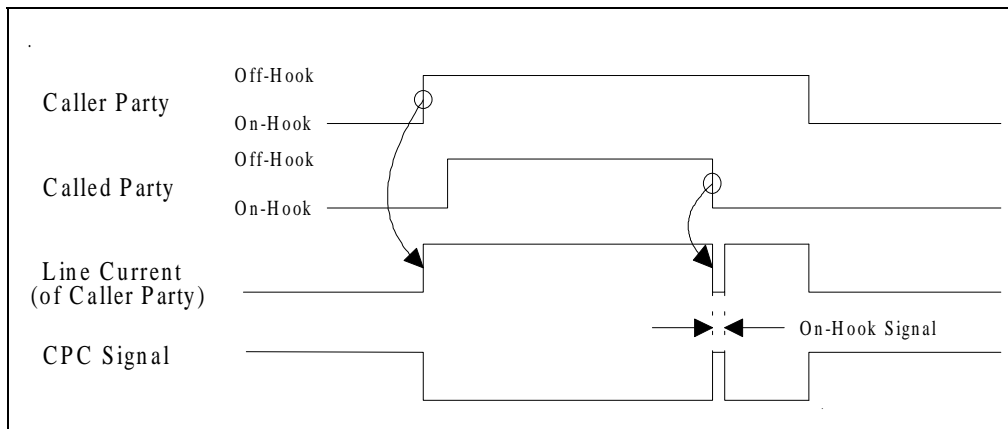 Off-Hook
Caller Party
On-Hook
Off-Hook
Called Party
On-Hook
Line Current
(of Caller Party)
On-Hook Signal
CPC Signal